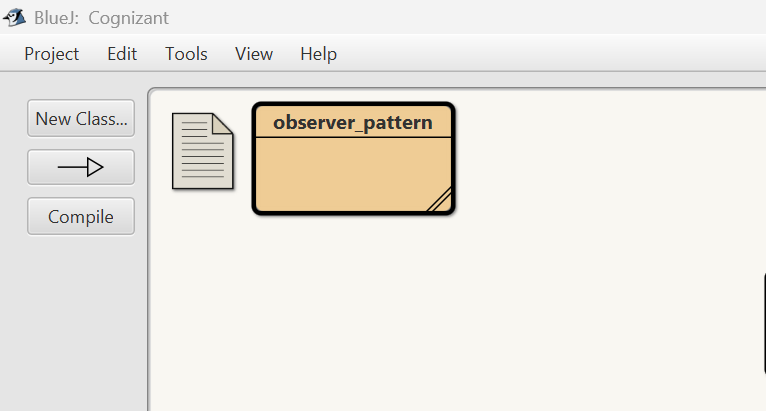 BlueJ: Cognizant
Project Edit Tools View Help
New Class...
observer_pattern
Compile